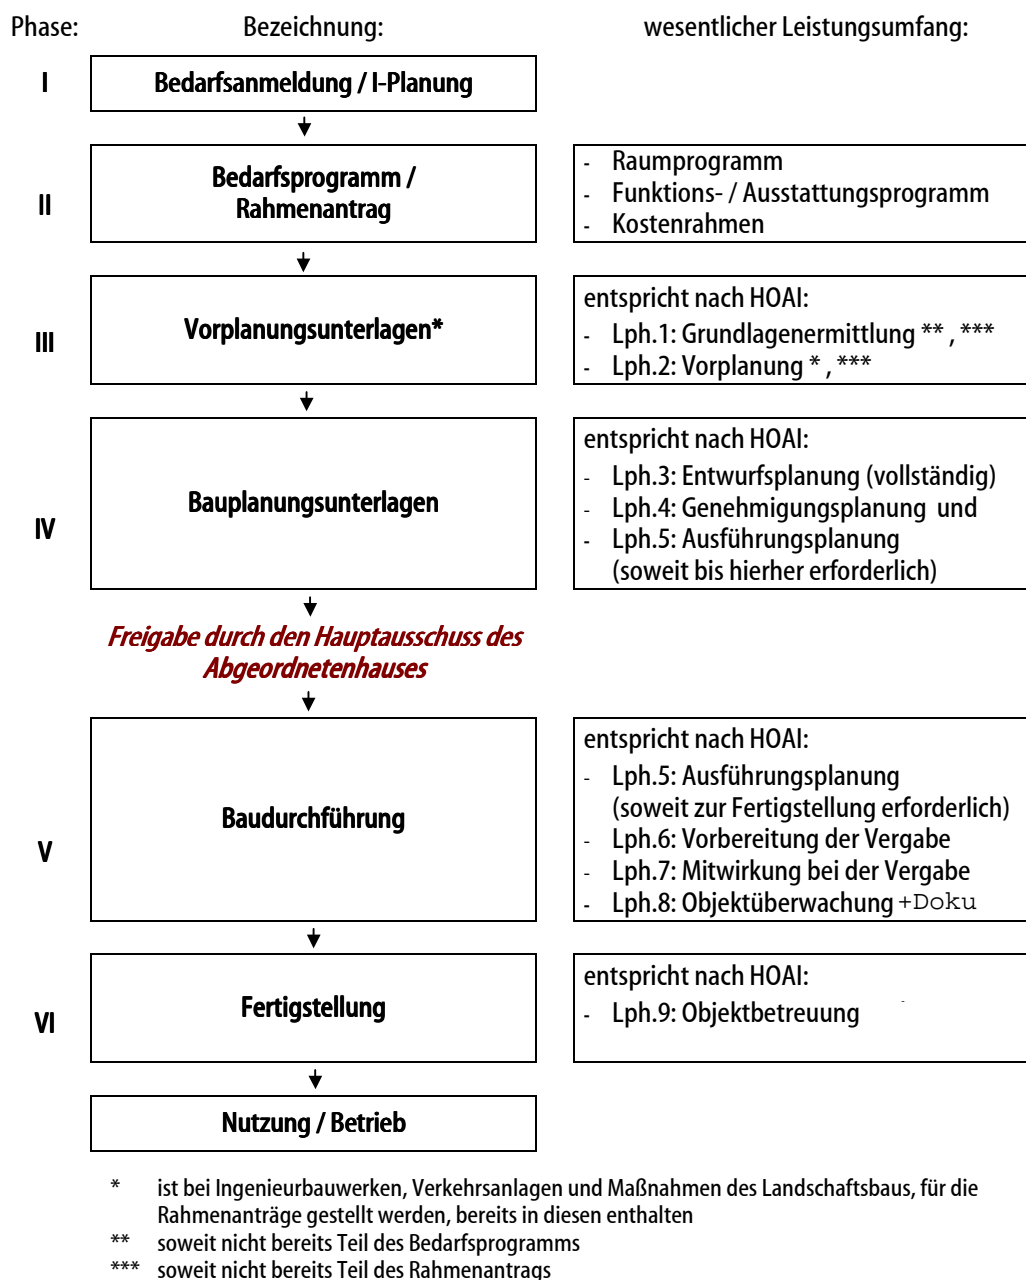 Phase: Bezeichnung: wesentlicher Leistungsumfang:
I
Bedarfsanmeldung / I-Planung
II
Bedarfsprogramm /
Rahmenantrag
- Raumprogramm
- Funktions- / Ausstattungsprogramm
- Kostenrahmen
III
Vorplanungsunterlagen*
entspricht nach HOAI:
- Lph.1: Grundlagenermittlung ** , ***
- Lph.2: Vorplanung * , ***
IV
Bauplanungsunterlagen
entspricht nach HOAI:
- Lph.3: Entwurfsplanung (vollständig)
- Lph.4: Genehmigungsplanung und
- Lph.5: Ausführungsplanung
(soweit bis hierher erforderlich)
Freigabe durch den Hauptausschuss des
Abgeordnetenhauses
V
Baudurchführung
entspricht nach HOAI:
- Lph.5: Ausführungsplanung
(soweit zur Fertigstellung erforderlich)
- Lph.6: Vorbereitung der Vergabe
- Lph.7: Mitwirkung bei der Vergabe
- Lph.8: Objektüberwachung +Doku
VI
Fertigstellung
entspricht nach HOAI:
- Lph.9: Objektbetreuung
Nutzung / Betrieb
* ist bei Ingenieurbauwerken, Verkehrsanlagen und Maßnahmen des Landschaftsbaus, für die
Rahmenanträge gestellt werden, bereits in diesen enthalten
** soweit nicht bereits Teil des Bedarfsprogramms
*** soweit nicht bereits Teil des Rahmenantrags